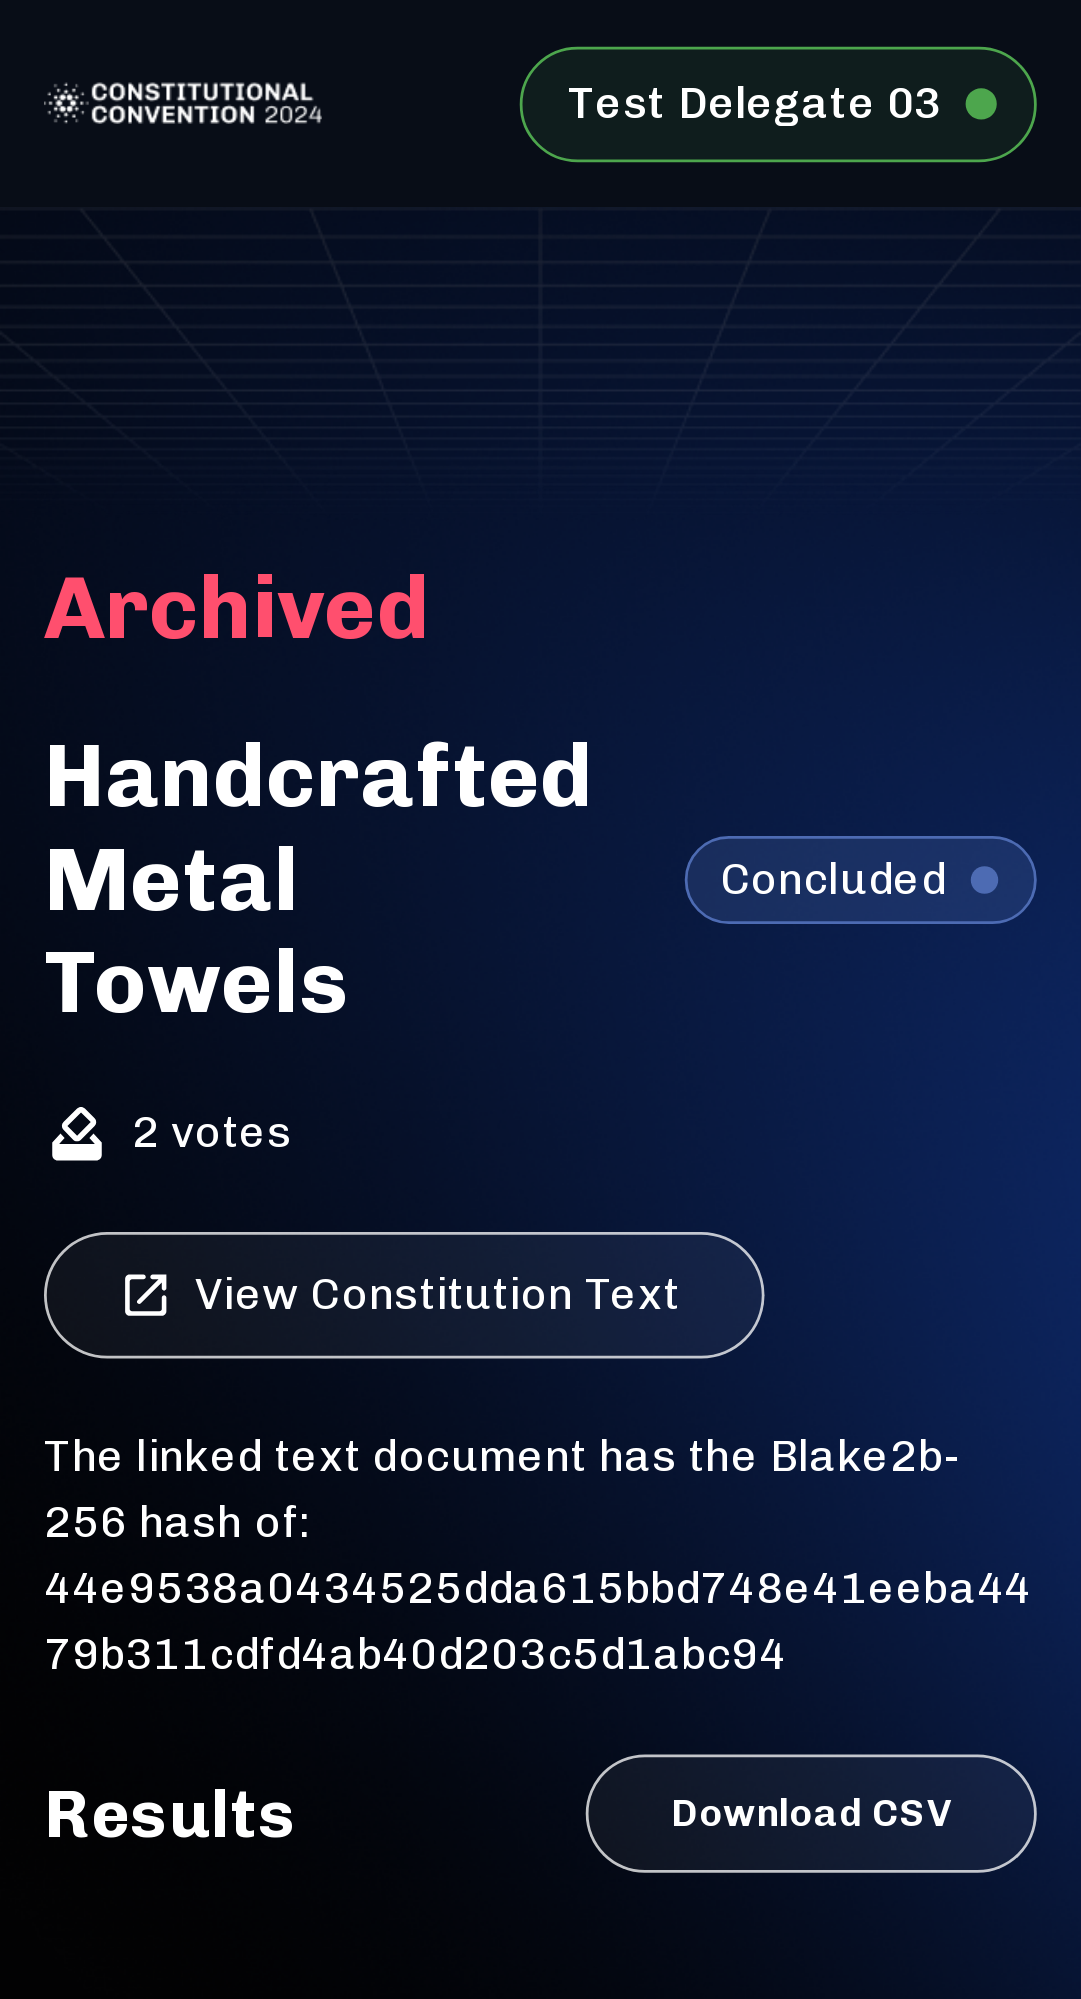 CONSTITUTIONAL
CONVENTION 2024
Test Delegate 03
Archived
Handcrafted
Metal
Towels
Concluded
2 votes
View Constitution Text
The linked text document has the Blake2b-
256 hash of:
44e9538a0434525dda615bbd748e41eeba44
79b311cdfd4ab40d203c5d1abc94
Results
Download CSV